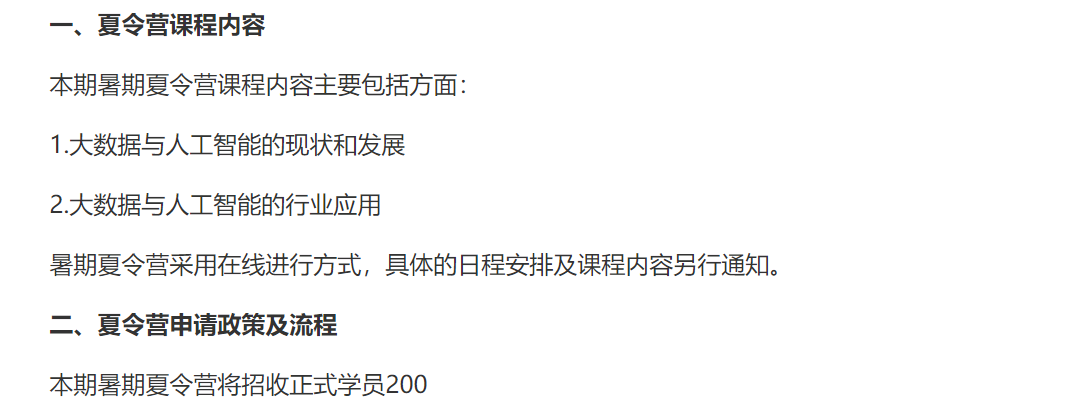 一、夏令营课程内容
本期暑期夏令营课程内容主要包括方面：
1.大数据与人工智能的现状和发展
2.大数据与人工智能的行业应用
暑期夏令营采用在线进行方式，具体的日程安排及课程内容另行通知。
二、夏令营申请政策及流程
本期暑期夏令营将招收正式学员200